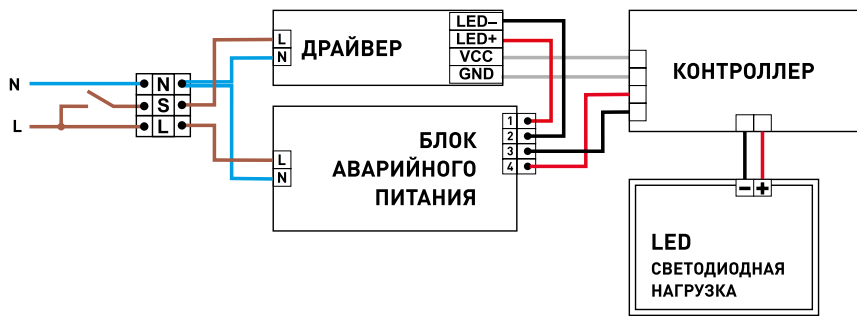 N
L
N
S
L
L
N
ДРАЙВЕР
LED–
LED+
VCC
GND
L
N
БЛОК
АВАРИЙНОГО
ПИТАНИЯ
1
2
3
4
КОНТРОЛЛЕР
– +
LED
СВЕТОДИОДНАЯ
НАГРУЗКА